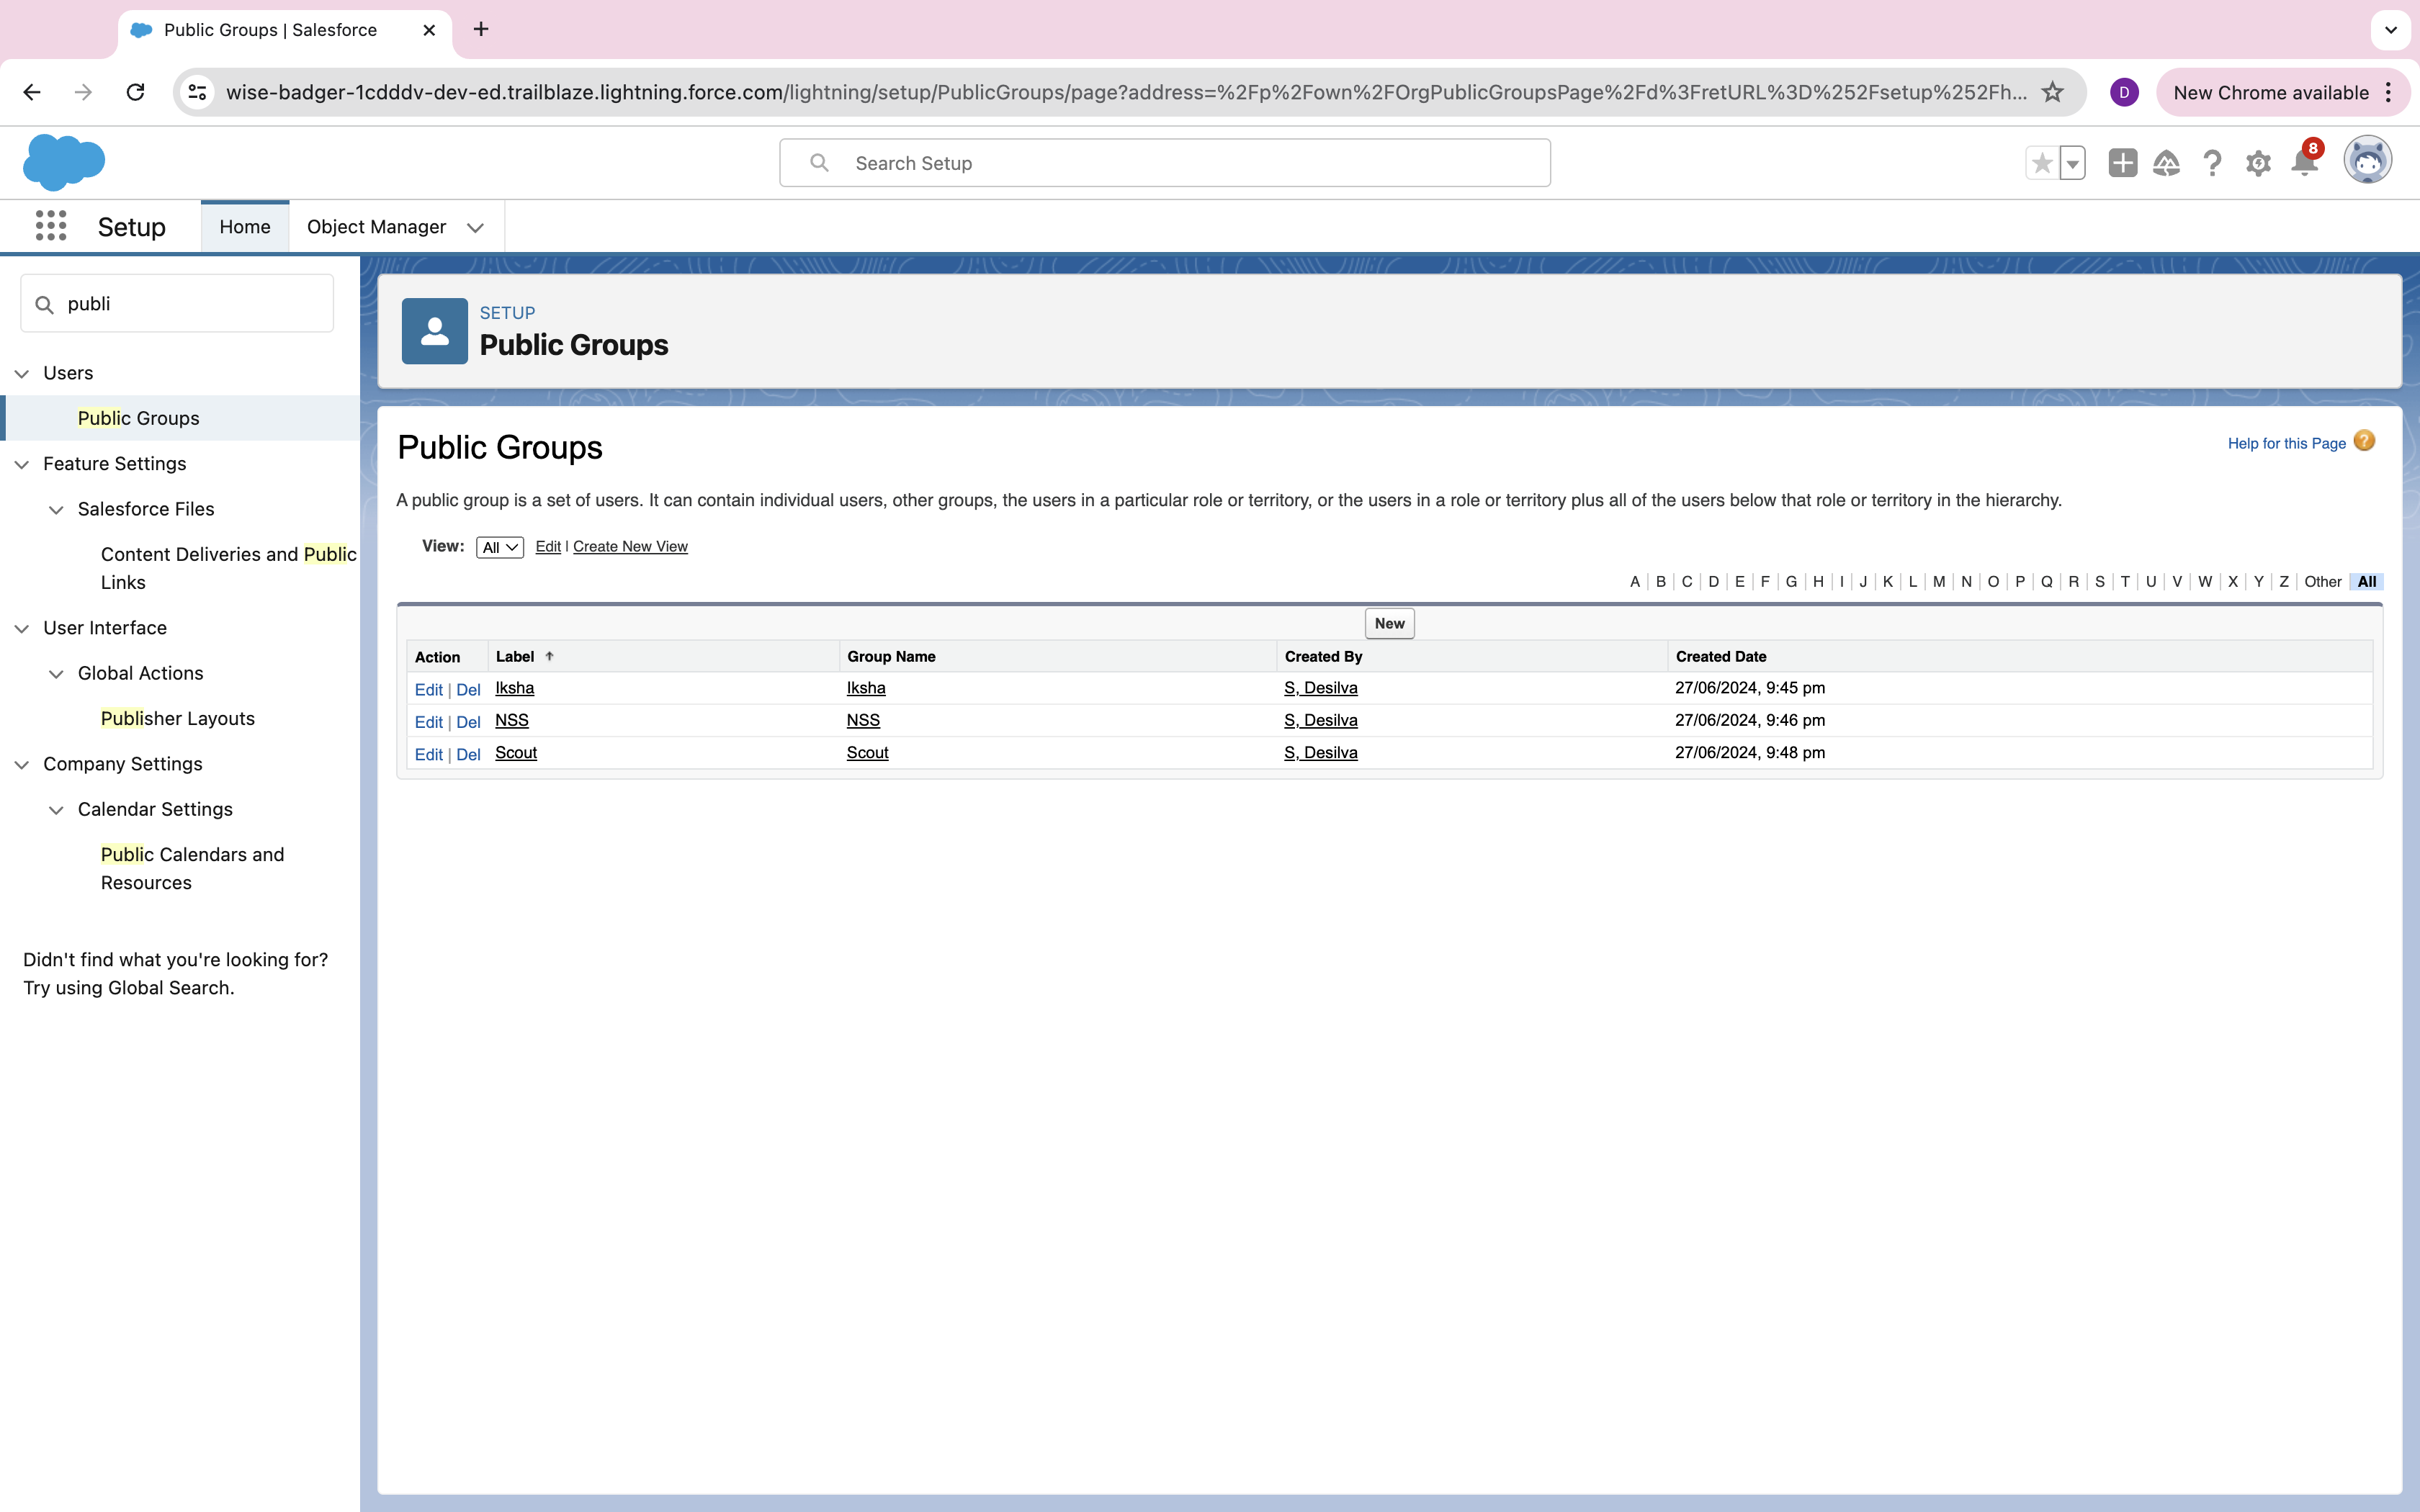 Public Groups | Salesforce
wise-badger-1cdddv-dev-ed.trailblaze.lightning.force.com/lightning/setup/PublicGroups/page?address=%2Fp%2Fown%2FOrgPublicGroupsPage%2Fd%3FretURL%3D%252Fsetup%252Fh...
D
New Chrome available
Search Setup
8
Setup
Home
Object Manager
publi
Users
Public Groups
Feature Settings
Salesforce Files
Content Deliveries and Public
Links
User Interface
Global Actions
Publisher Layouts
Company Settings
Calendar Settings
Public Calendars and
Resources
Didn't find what you're looking for?
Try using Global Search.
SETUP
Public Groups
Public Groups
Help for this Page ?
A public group is a set of users. It can contain individual users, other groups, the users in a particular role or territory, or the users in a role or territory plus all of the users below that role or territory in the hierarchy.
View: All Edit | Create New View
A | B | C | D | E | F | G | H | I | J | K | L | M | N | O | P | Q | R | S | T | U | V | W | X | Y | Z | Other | All
New
Action Label Group Name Created By Created Date
Edit | Del Iksha Iksha S, Desilva 27/06/2024, 9:45 pm
Edit | Del NSS NSS S, Desilva 27/06/2024, 9:46 pm
Edit | Del Scout Scout S, Desilva 27/06/2024, 9:48 pm